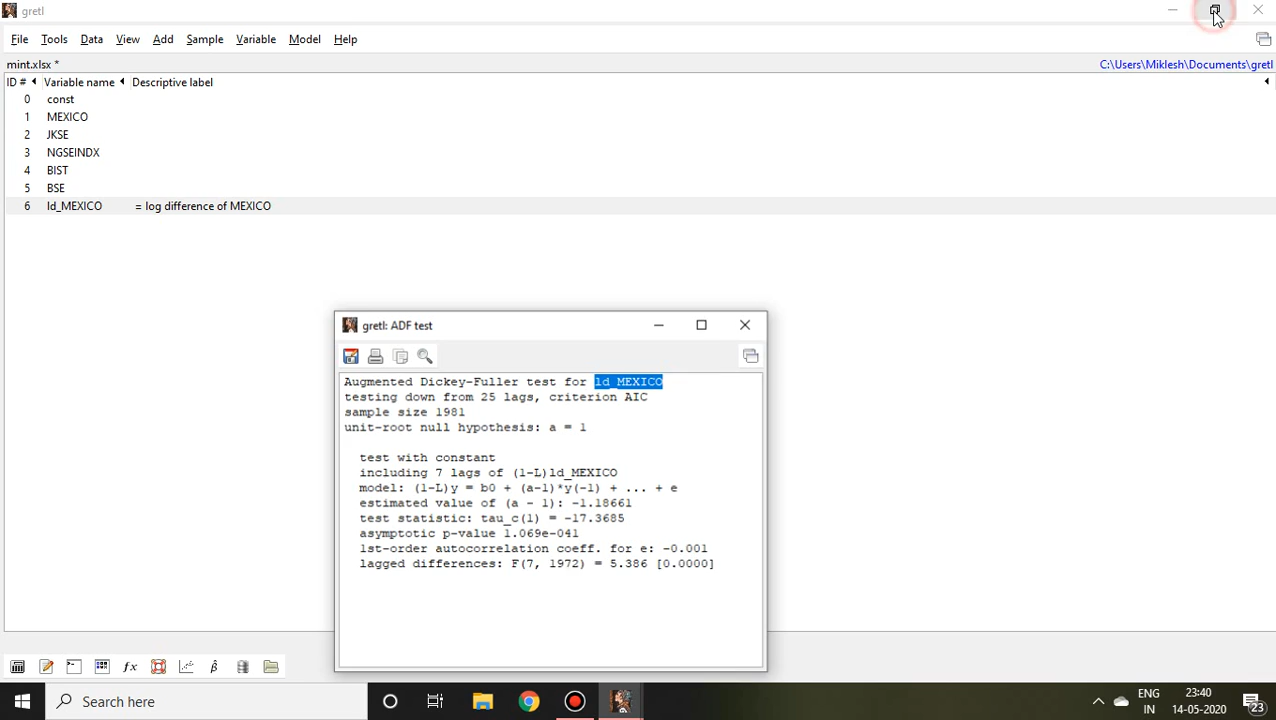 gretl
File Tools Data View Add Sample Variable Model Help
mint.xlsx * C:\Users\Miklesh\Documents\gretl
ID # Variable name Descriptive label
0 const
1 MEXICO
2 JKSE
3 NGSEINDX
4 BIST
5 BSE
6 ld_MEXICO = log difference of MEXICO
gretl: ADF test
Augmented Dickey-Fuller test for ld_MEXICO
testing down from 25 lags, criterion AIC
sample size 1981
unit-root null hypothesis: a = 1
test with constant
including 7 lags of (1-L)ld_MEXICO
model: (1-L)y = b0 + (a-1)*y(-1) + ... + e
estimated value of (a - 1): -1.18661
test statistic: tau_c(1) = -17.3685
asymptotic p-value 1.069e-041
1st-order autocorrelation coeff. for e: -0.001
lagged differences: F(7, 1972) = 5.386 [0.0000]
fx β
Search here
ENG 23:40
IN 14-05-2020 23